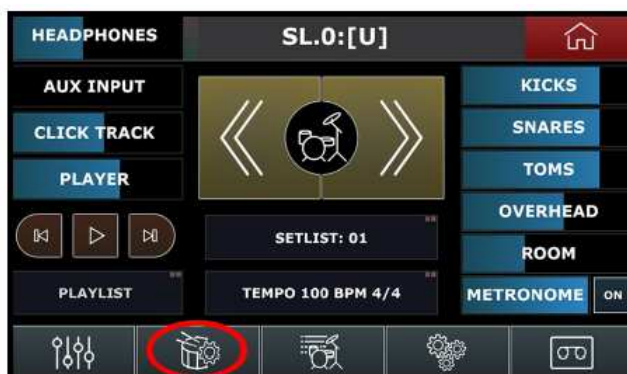 HEADPHONES
SL.0:[U]
AUX INPUT
CLICK TRACK
PLAYER
KICKS
SNARES
TOMS
OVERHEAD
ROOM
METRONOME ON
SETLIST: 01
PLAYLIST
TEMPO 100 BPM 4/4